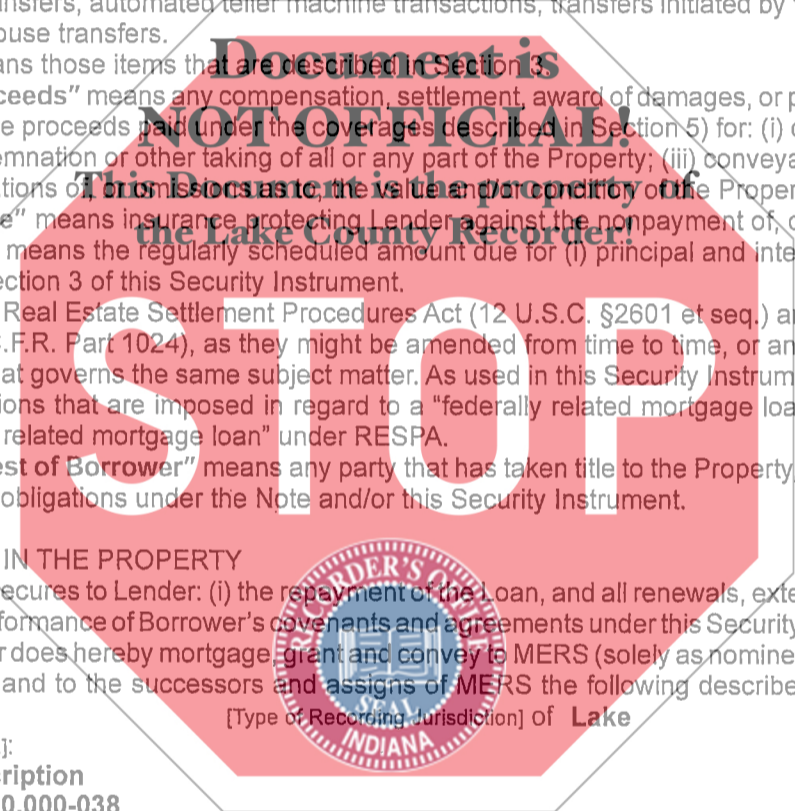 nsfers, automated teller machine transactions, transfers initiated by
ouse transfers.
ans those items that are described in Section 3.
ceeds” means any compensation, settlement, award of damages, or p
e proceeds paid under the coverages described in Section 5) for: (i)
emnation or other taking of all or any part of the Property; (iii) conveya
tions of, or omissions as to, the value and/or condition of the Proper
e” means insurance protecting Lender against the nonpayment of, o
means the regularly scheduled amount due for (i) principal and inte
ection 3 of this Security Instrument.
Real Estate Settlement Procedures Act (12 U.S.C. §2601 et seq.) an
.F.R. Part 1024), as they might be amended from time to time, or an
at governs the same subject matter. As used in this Security Instrum
ions that are imposed in regard to a “federally related mortgage loa
related mortgage loan” under RESPA.
est of Borrower” means any party that has taken title to the Property,
obligations under the Note and/or this Security Instrument.
IN THE PROPERTY
ecures to Lender: (i) the repayment of the Loan, and all renewals, exte
formance of Borrower’s covenants and agreements under this Security
r does hereby mortgage, grant and convey to MERS (solely as nomine
and to the successors and assigns of MERS the following describe
[Type of Recording Jurisdiction] of Lake
]:
ription
0.000-038
Document is
NOT OFFICIAL!
This Document is the property of
the Lake County Recorder!
STOP
RECORDER'S OFFICE
SEAL
INDIANA